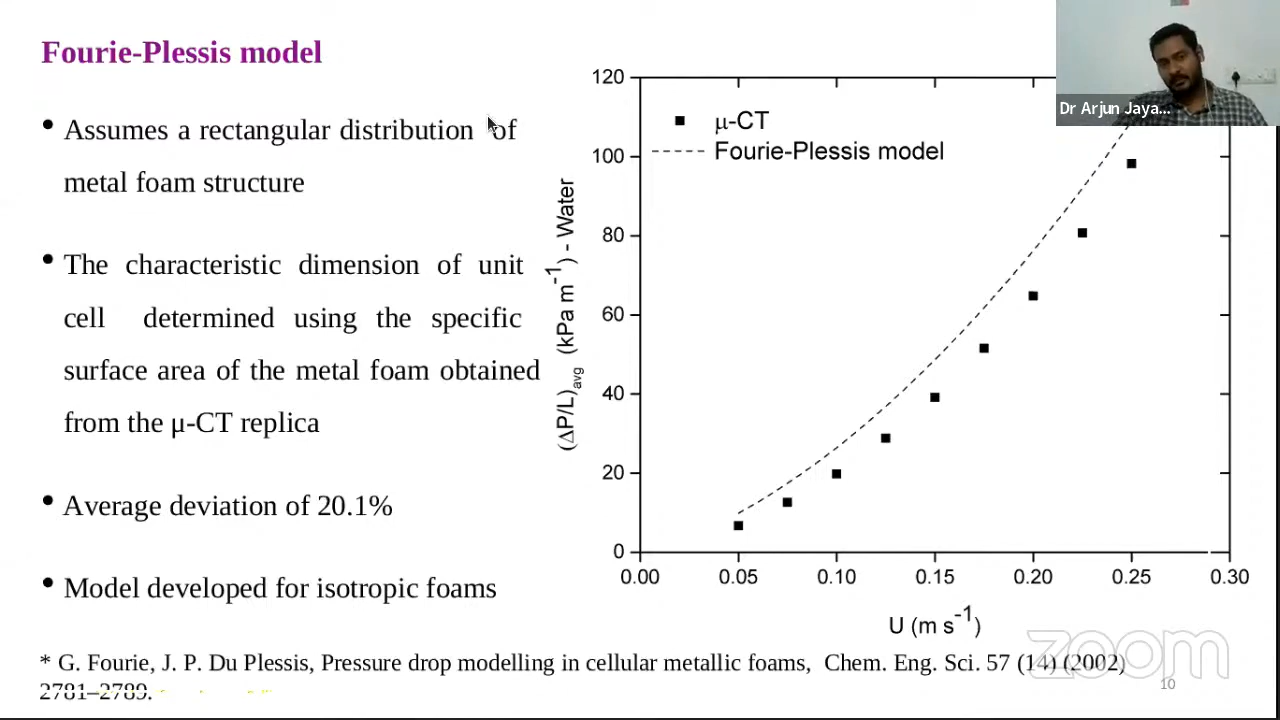 Fourie-Plessis model
• Assumes a rectangular distribution of
metal foam structure
• The characteristic dimension of unit
cell determined using the specific
surface area of the metal foam obtained
from the μ-CT replica
• Average deviation of 20.1%
• Model developed for isotropic foams
120
100
80
60
40
20
0
(ΔP/L)avg (kPa m-1) - Water
μ-CT
Fourie-Plessis model
0.00 0.05 0.10 0.15 0.20 0.25 0.30
U (m s-1)
Dr Arjun Jaya...
* G. Fourie, J. P. Du Plessis, Pressure drop modelling in cellular metallic foams, Chem. Eng. Sci. 57 (14) (2002)
2781–2789.
zoom
10